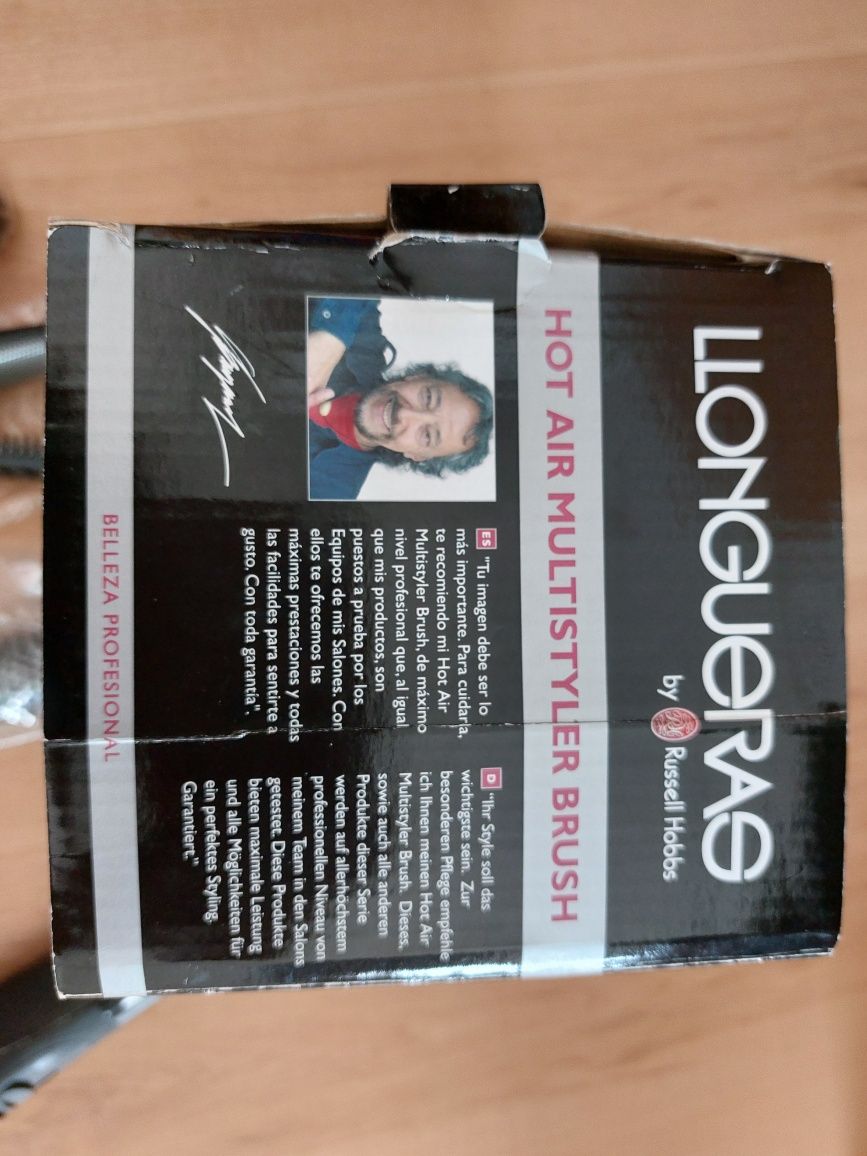 LLONGUERAS
by Russell Hobbs
HOT AIR MULTISTYLER BRUSH
ES "Tu imagen debe ser lo
más importante. Para cuidarla,
te recomiendo mi Hot Air
Multistyler Brush, de máximo
nivel profesional que, al igual
que mis productos, son
puestos a prueba por los
Equipos de mis Salones. Con
ellos te ofrecemos las
máximas prestaciones y todas
las facilidades para sentirte a
gusto. Con toda garantía".
D "Ihr Style soll das
wichtigste sein. Zur
besonderen Pflege empfehle
ich Ihnen meinen Hot Air
Multistyler Brush. Dieses,
sowie auch alle anderen
Produkte dieser Serie
werden auf allerhöchstem
professionellen Niveau von
meinem Team in den Salons
getestet. Diese Produkte
bieten maximale Leistung
und alle Möglichkeiten für
ein perfektes Styling.
Garantiert."
BELLEZA PROFESIONAL